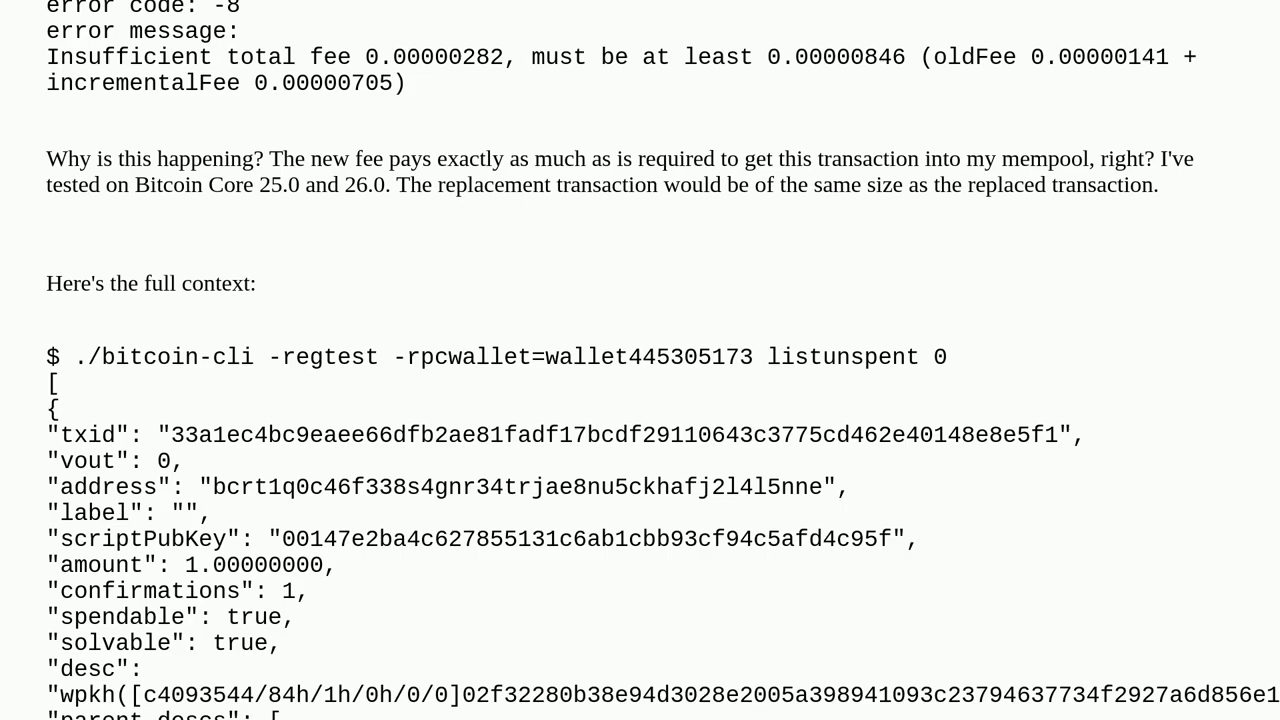 error code: -8
error message:
Insufficient total fee 0.00000282, must be at least 0.00000846 (oldFee 0.00000141 +
incrementalFee 0.00000705)
Why is this happening? The new fee pays exactly as much as is required to get this transaction into my mempool, right? I've
tested on Bitcoin Core 25.0 and 26.0. The replacement transaction would be of the same size as the replaced transaction.
Here's the full context:
$ ./bitcoin-cli -regtest -rpcwallet=wallet445305173 listunspent 0
[
{
"txid": "33a1ec4bc9eaee66dfb2ae81fadf17bcdf29110643c3775cd462e40148e8e5f1",
"vout": 0,
"address": "bcrt1q0c46f338s4gnr34trjae8nu5ckhafj2l4l5nne",
"label": "",
"scriptPubKey": "00147e2ba4c627855131c6ab1cbb93cf94c5afd4c95f",
"amount": 1.00000000,
"confirmations": 1,
"spendable": true,
"solvable": true,
"desc":
"wpkh([c4093544/84h/1h/0h/0/0]02f32280b38e94d3028e2005a398941093c23794637734f2927a6d856e1
"parent_descs": [